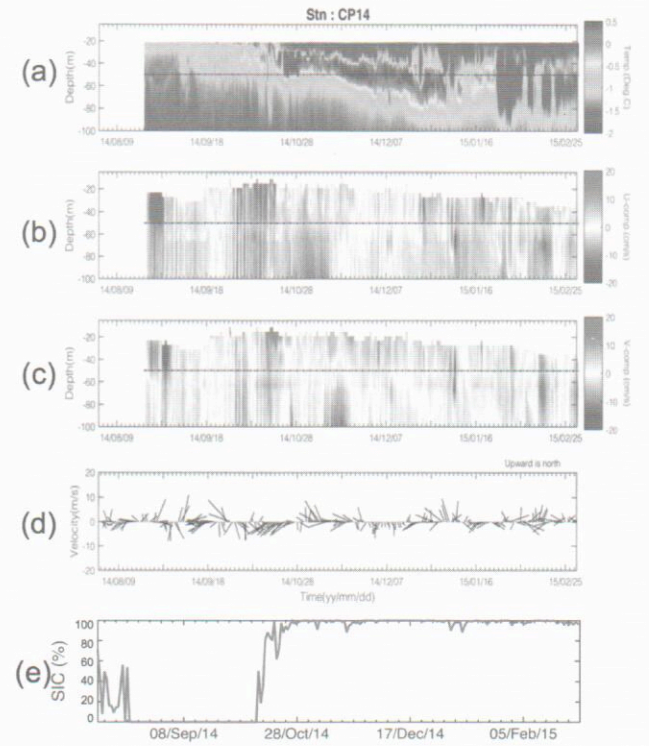 Stn : CP14
(a)
Depth(m)
-20
-40
-60
-80
-100
14/08/09 14/09/18 14/10/28 14/12/07 15/01/16 15/02/25
0.5
0
-0.5
-1
-1.5
-2
Temp (Deg.C)
(b)
Depth(m)
-20
-40
-60
-80
-100
14/08/09 14/09/18 14/10/28 14/12/07 15/01/16 15/02/25
20
10
0
-10
-20
U-comp (cm/s)
(c)
Depth(m)
-20
-40
-60
-80
-100
14/08/09 14/09/18 14/10/28 14/12/07 15/01/16 15/02/25
20
10
0
-10
-20
V-comp (cm/s)
Upward is north
(d)
Velocity(m/s)
20
10
0
-10
-20
14/08/09 14/09/18 14/10/28 14/12/07 15/01/16 15/02/25
Time(yy/mm/dd)
(e)
SIC (%)
100
80
60
40
20
0
08/Sep/14 28/Oct/14 17/Dec/14 05/Feb/15